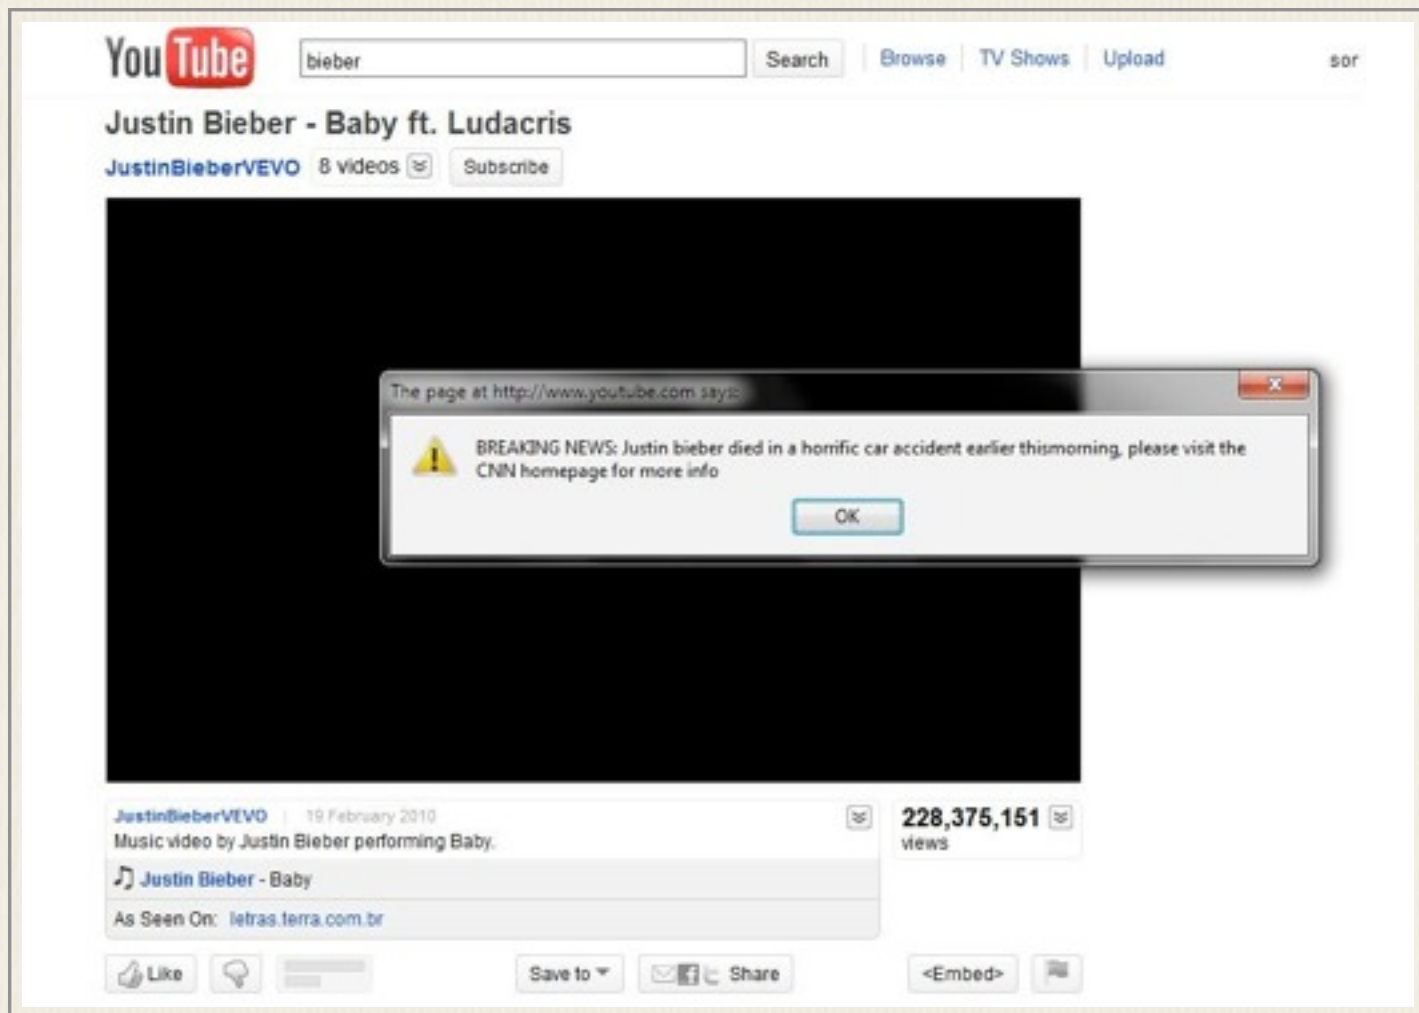 YouTube bieber Search Browse TV Shows Upload sor
Justin Bieber - Baby ft. Ludacris
JustinBieberVEVO 8 videos Subscribe
The page at http://www.youtube.com says:
BREAKING NEWS: Justin bieber died in a horrific car accident earlier thismorning, please visit the
CNN homepage for more info
OK
JustinBieberVEVO | 19 February 2010
228,375,151
Music video by Justin Bieber performing Baby.
views
Justin Bieber - Baby
As Seen On: letras.terra.com.br
Like Save to Share <Embed>